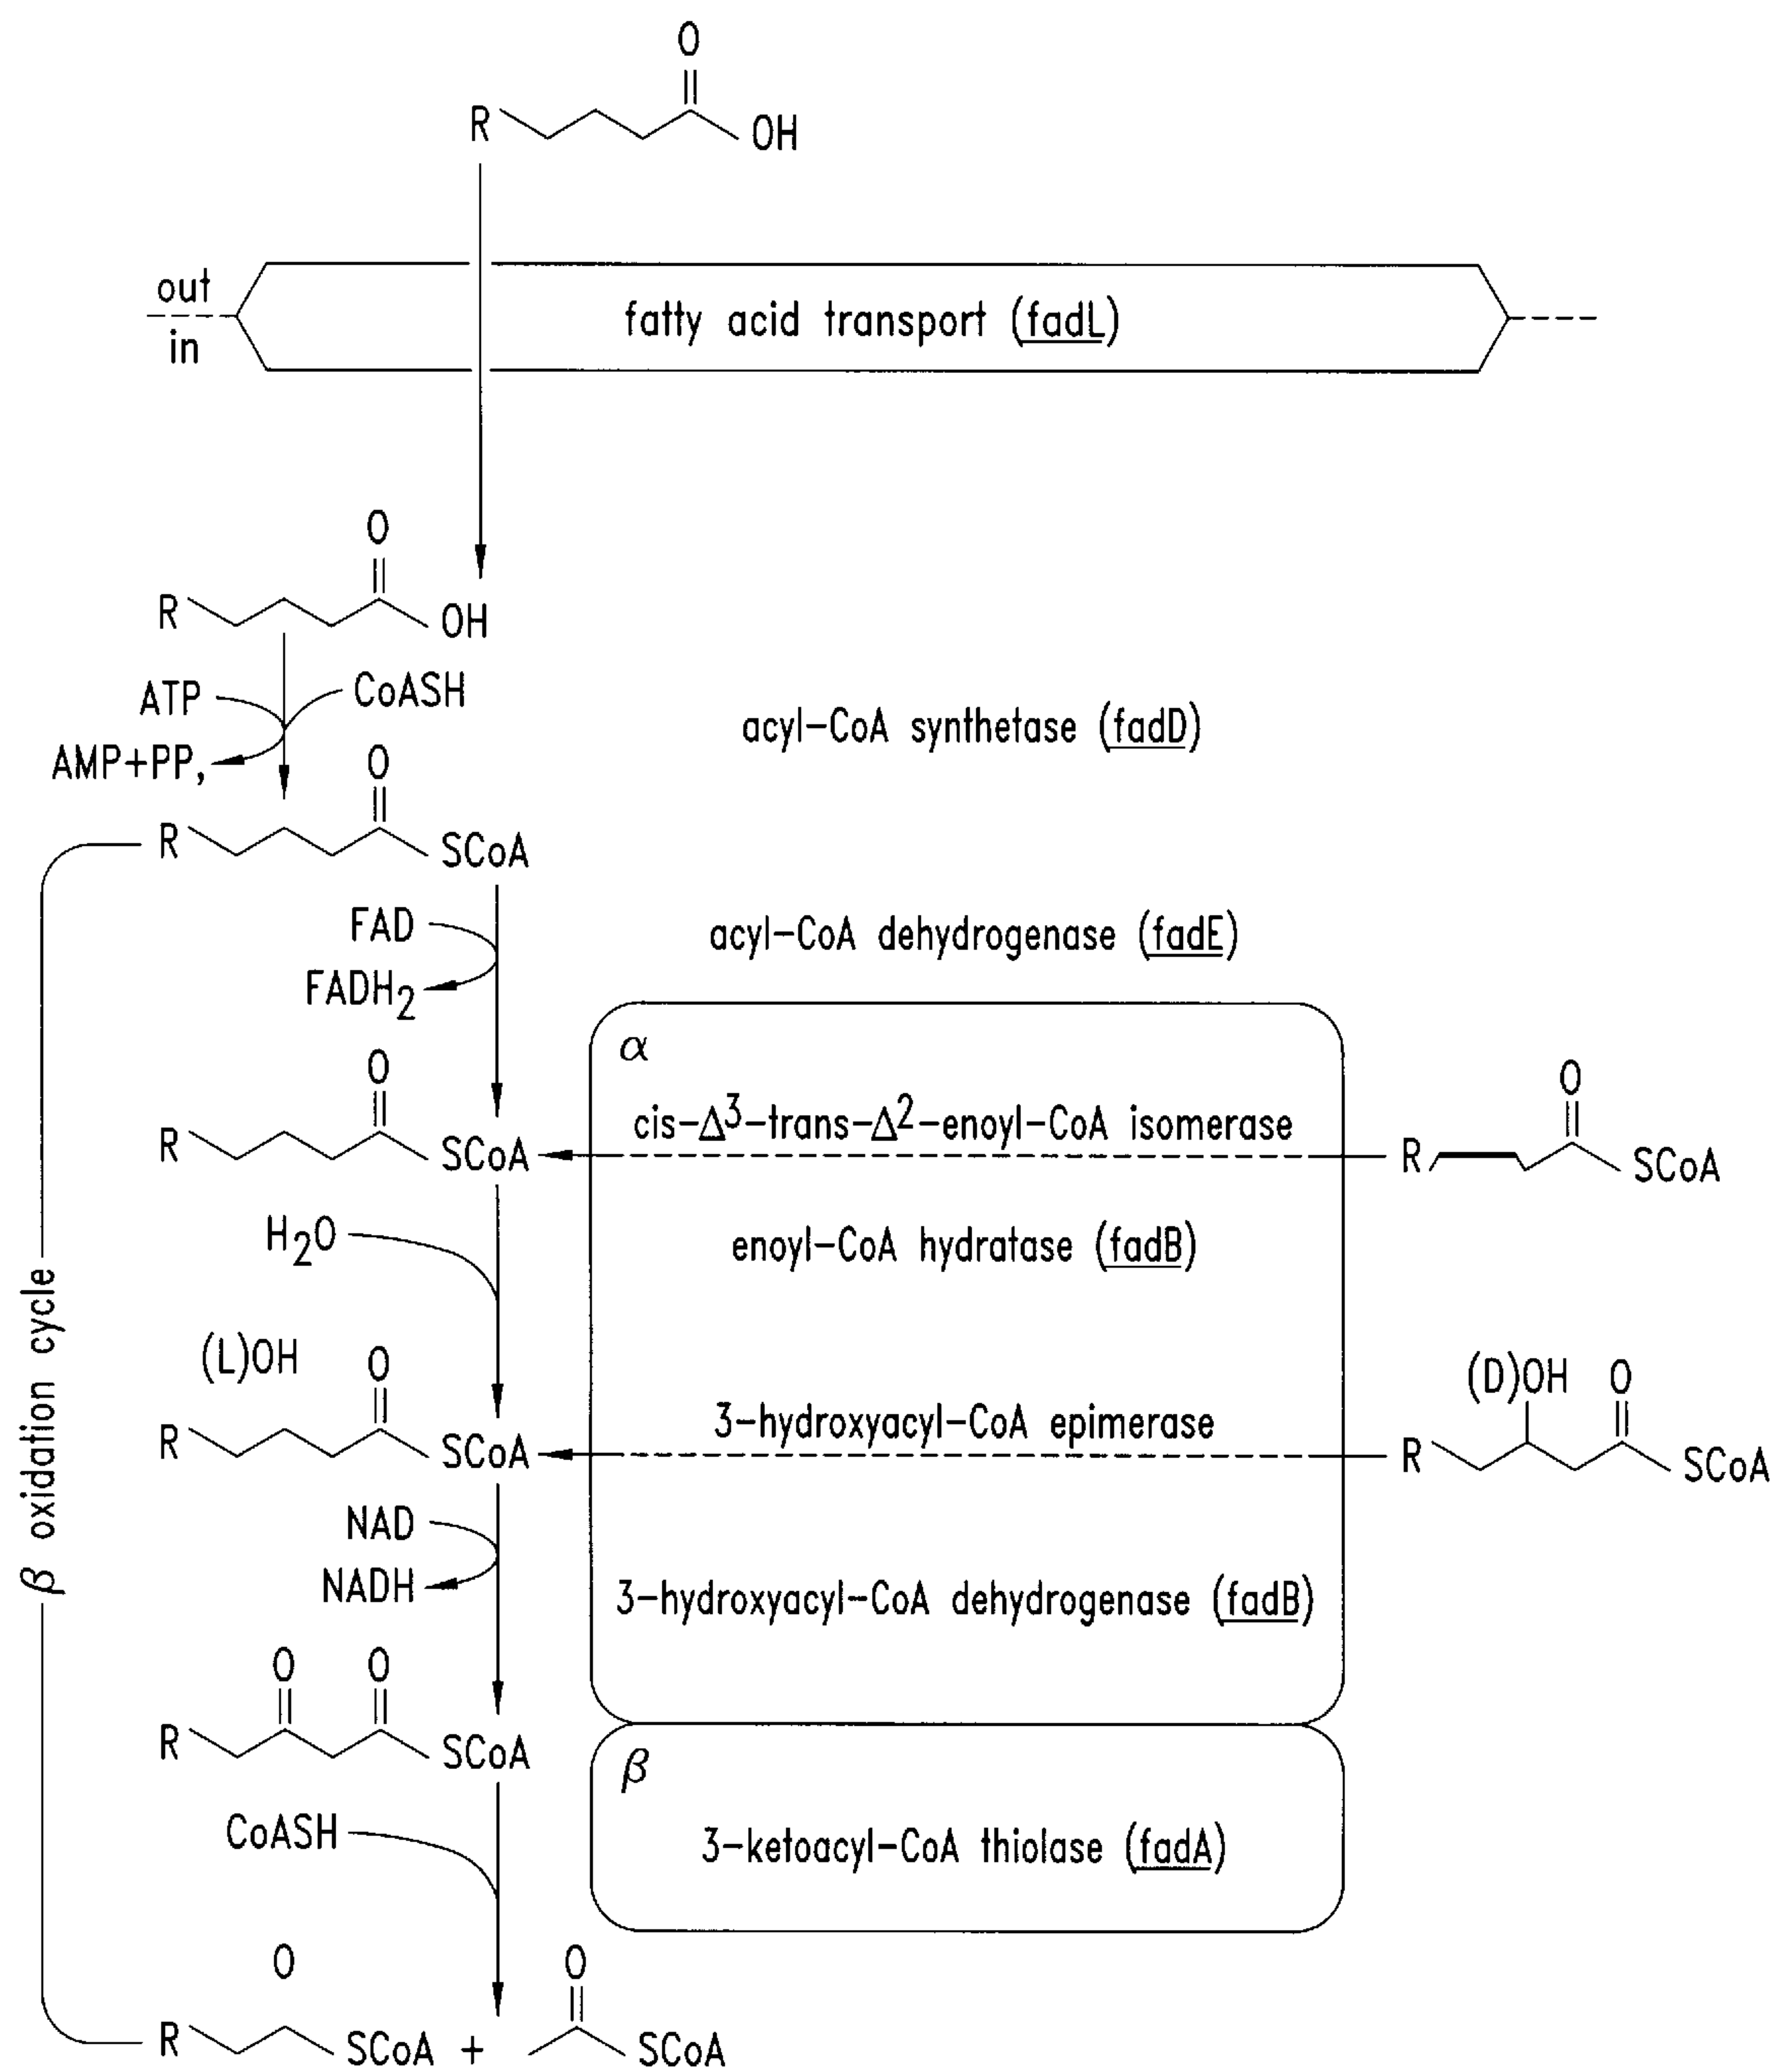 O
R
OH
out
in
fatty acid transport (fadL)
O
R
OH
ATP
CoASH
acyl-CoA synthetase (fadD)
AMP+PP,
O
R
SCoA
FAD
acyl-CoA dehydrogenase (fadE)
FADH2
α
O
O
cis-Δ3-trans-Δ2-enoyl-CoA isomerase
R
SCoA
R
SCoA
H2O
enoyl-CoA hydratase (fadB)
β oxidation cycle
(L)OH
O
(D)OH
O
3-hydroxyacyl-CoA epimerase
R
SCoA
R
SCoA
NAD
NADH
3-hydroxyacyl-CoA dehydrogenase (fadB)
O
O
R
SCoA
β
CoASH
3-ketoacyl-CoA thiolase (fadA)
O
O
R
SCoA +
SCoA